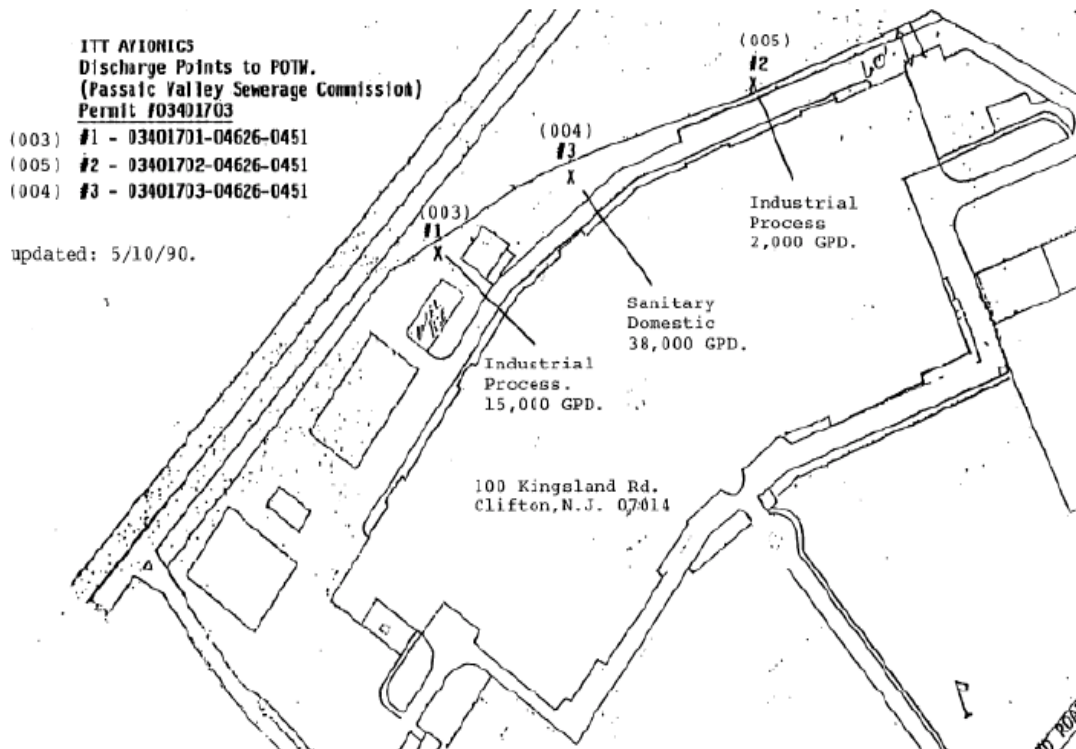 ITT AVIONICS
Discharge Points to POTW.
(Passaic Valley Sewerage Commission)
Permit #03401703
(003) #1 - 03401701-04626-0451
(005) #2 - 03401702-04626-0451
(004) #3 - 03401703-04626-0451
updated: 5/10/90.
(005)
#2
X
(004)
#3
X
(003)
#1
X
Industrial
Process
2,000 GPD.
Sanitary
Domestic
38,000 GPD.
Industrial
Process.
15,000 GPD.
100 Kingsland Rd.
Clifton,N.J. 07014